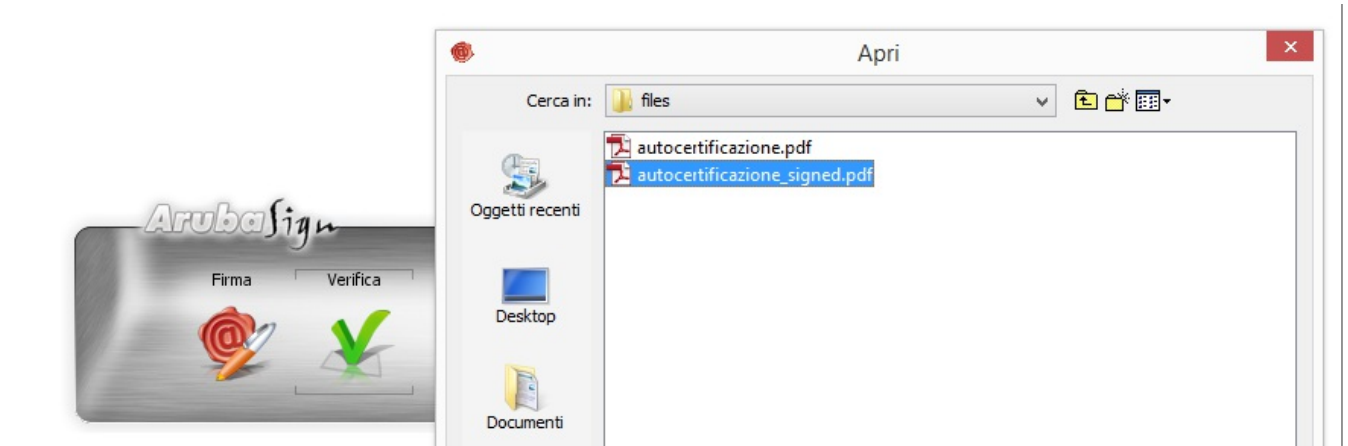 Apri
Cerca in: files
autocertificazione.pdf
autocertificazione_signed.pdf
Oggetti recenti
ArubaSign
Firma Verifica
Desktop
Documenti